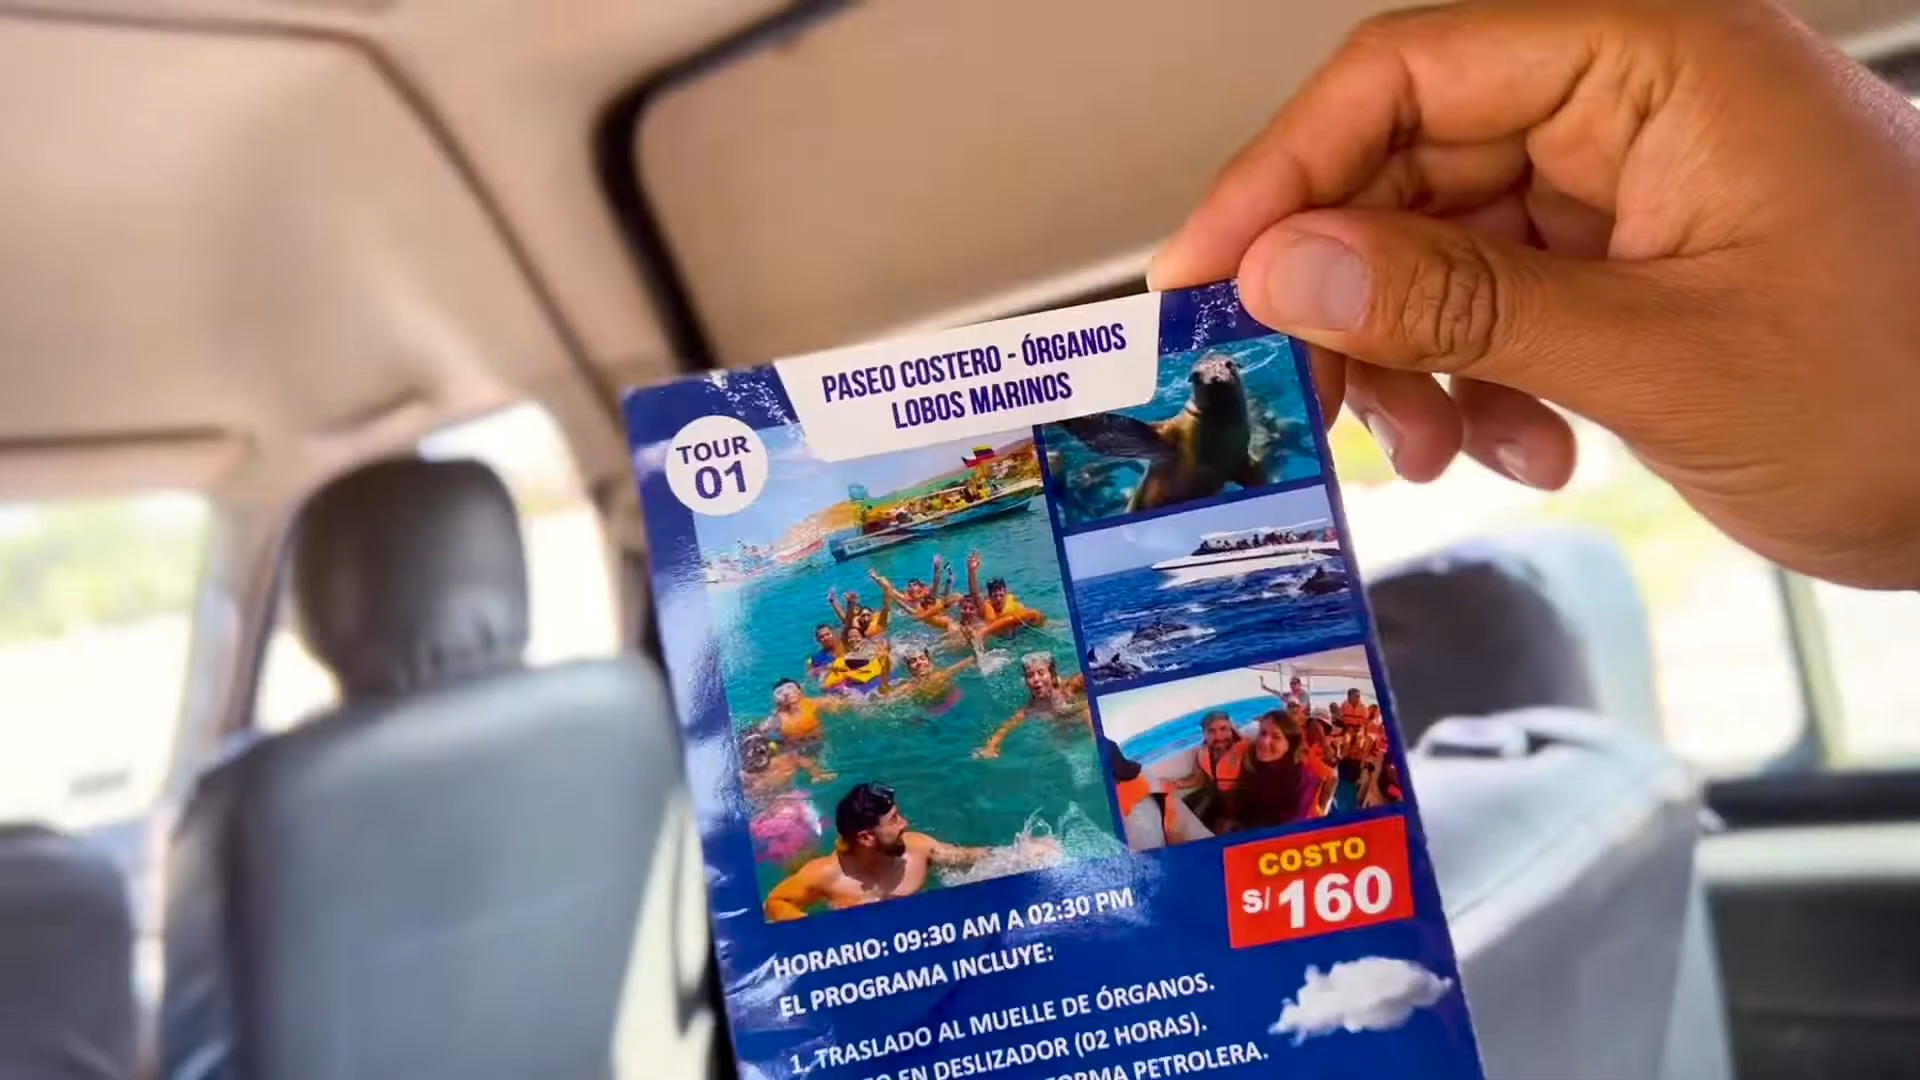 PASEO COSTERO - ÓRGANOS
LOBOS MARINOS
TOUR
01
COSTO
S/160
HORARIO: 09:30 AM A 02:30 PM
EL PROGRAMA INCLUYE:
1. TRASLADO AL MUELLE DE ÓRGANOS.
EN DESLIZADOR (02 HORAS).
PETROLERA.